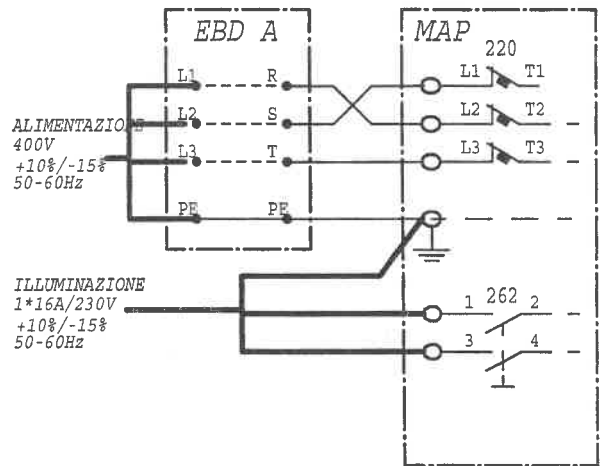 EBD A
MAP
220
L1 R L1 T1
L2 S L2 T2
ALIMENTAZIONE
400V
L3 T L3 T3
+10%/-15%
50-60Hz
PE PE
ILLUMINAZIONE
1*16A/230V
+10%/-15%
50-60Hz
1 262 2
3 4